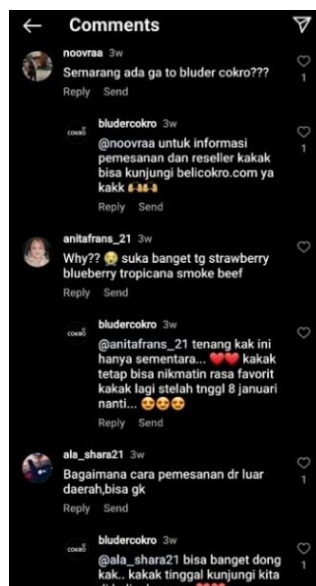 Comments
noovraa 3w
Semarang ada ga to bluder cokro???
1
Reply Send
COKRO
bludercokro 3w
@noovraa untuk informasi
pemesanan dan reseller kakak
bisa kunjungi belicokro.com ya
kakk
1
Reply Send
anitafrans_21 3w
Why?? 😭 suka banget tg strawberry
blueberry tropicana smoke beef
Reply Send
COKRO
bludercokro 3w
@anitafrans_21 tenang kak ini
hanya sementara... ❤️❤️ kakak
tetap bisa nikmatin rasa favorit
kakak lagi stelah tnggl 8 januari
nanti... 😍😍😍
Reply Send
ala_shara21 3w
Bagaimana cara pemesanan dr luar
daerah,bisa gk
1
Reply Send
COKRO
bludercokro 3w
@ala_shara21 bisa banget dong
kak.. kakak tinggal kunjungi kita
1